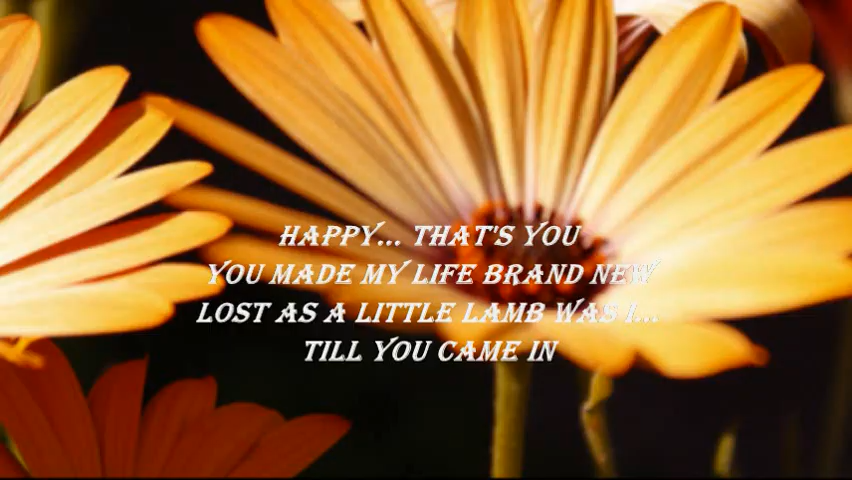 HAPPY... THAT'S YOU
YOU MADE MY LIFE BRAND NEW
LOST AS A LITTLE LAMB WAS I...
TILL YOU CAME IN